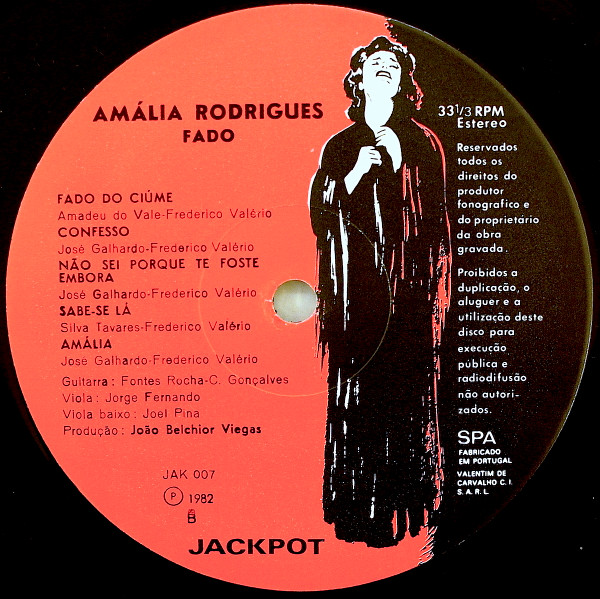 AMÁLIA RODRIGUES
FADO
FADO DO CIÚME
Amadeu do Vale-Frederico Valério
CONFESSO
José Galhardo-Frederico Valério
NÃO SEI PORQUE TE FOSTE
EMBORA
José Galhardo-Frederico Valério
SABE-SE LÁ
Silva Tavares-Frederico Valério
AMÁLIA
José Galhardo-Frederico Valério
Guitarra: Fontes Rocha-C. Gonçalves
Viola: Jorge Fernando
Viola baixo: Joel Pina
Produção: João Belchior Viegas
JAK 007
Ⓟ 1982
B
JACKPOT
33 1/3 RPM
Estereo
Reservados
todos os
direitos do
produtor
fonografico e
do proprietário
da obra
gravada.
Proibidos a
duplicação, o
aluguer e a
utilização deste
disco para
execução
pública e
radiodifusão
não autori-
zados.
SPA
FABRICADO
EM PORTUGAL
VALENTIM DE
CARVALHO C. I.
S. A. R. L.